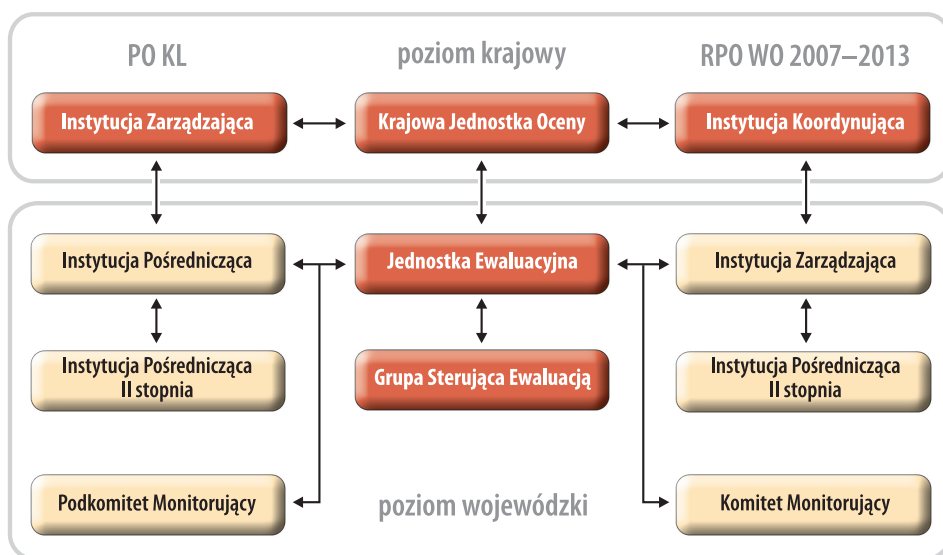 PO KL
poziom krajowy
RPO WO 2007–2013
Instytucja Zarządzająca
Krajowa Jednostka Oceny
Instytucja Koordynująca
Instytucja Pośrednicząca
Jednostka Ewaluacyjna
Instytucja Zarządzająca
Instytucja Pośrednicząca
II stopnia
Grupa Sterująca Ewaluacją
Instytucja Pośrednicząca
II stopnia
Podkomitet Monitorujący
poziom wojewódzki
Komitet Monitorujący